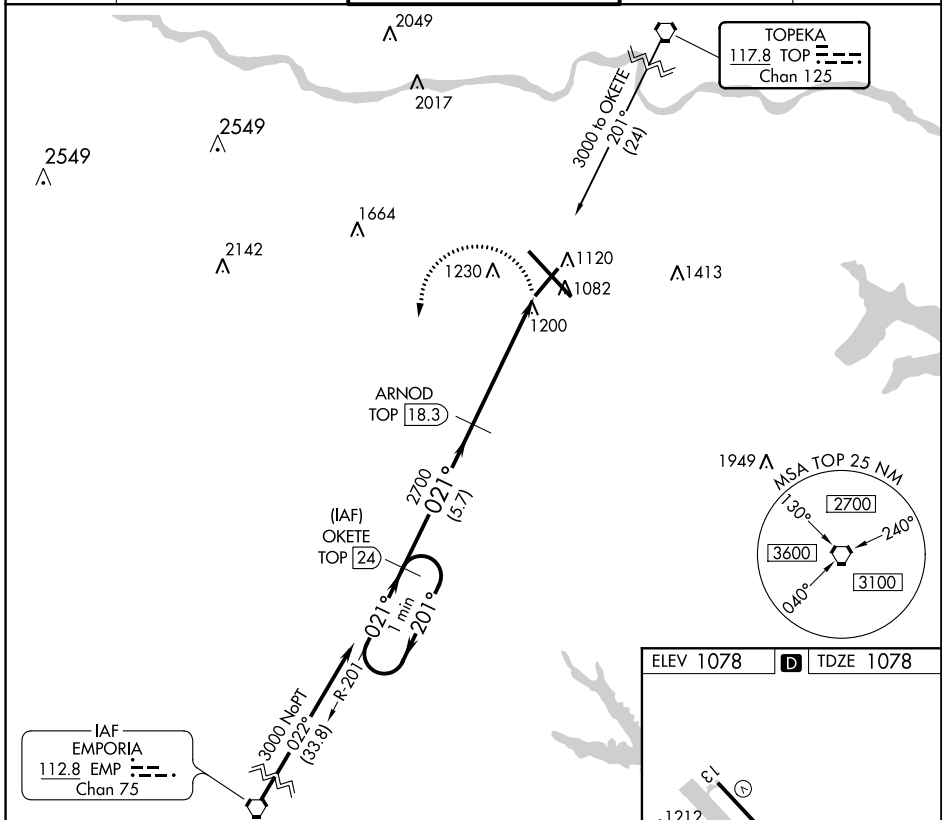 2049
2017
2549
2549
1664
2142
1230
1120
1082
1200
1413
TOPEKA
117.8 TOP
Chan 125
3000 to OKETE
201°
(24)
ARNOD
TOP 18.3
2700
021°
(5.7)
(IAF)
OKETE
TOP 24
021°
1 min
201°
R-201
3000 NoPT
022°
(33.8)
IAF
EMPORIA
112.8 EMP
Chan 75
1949
MSA TOP 25 NM
130°
2700
240°
3600
3100
040°
ELEV 1078 D TDZE 1078
13
V
1212